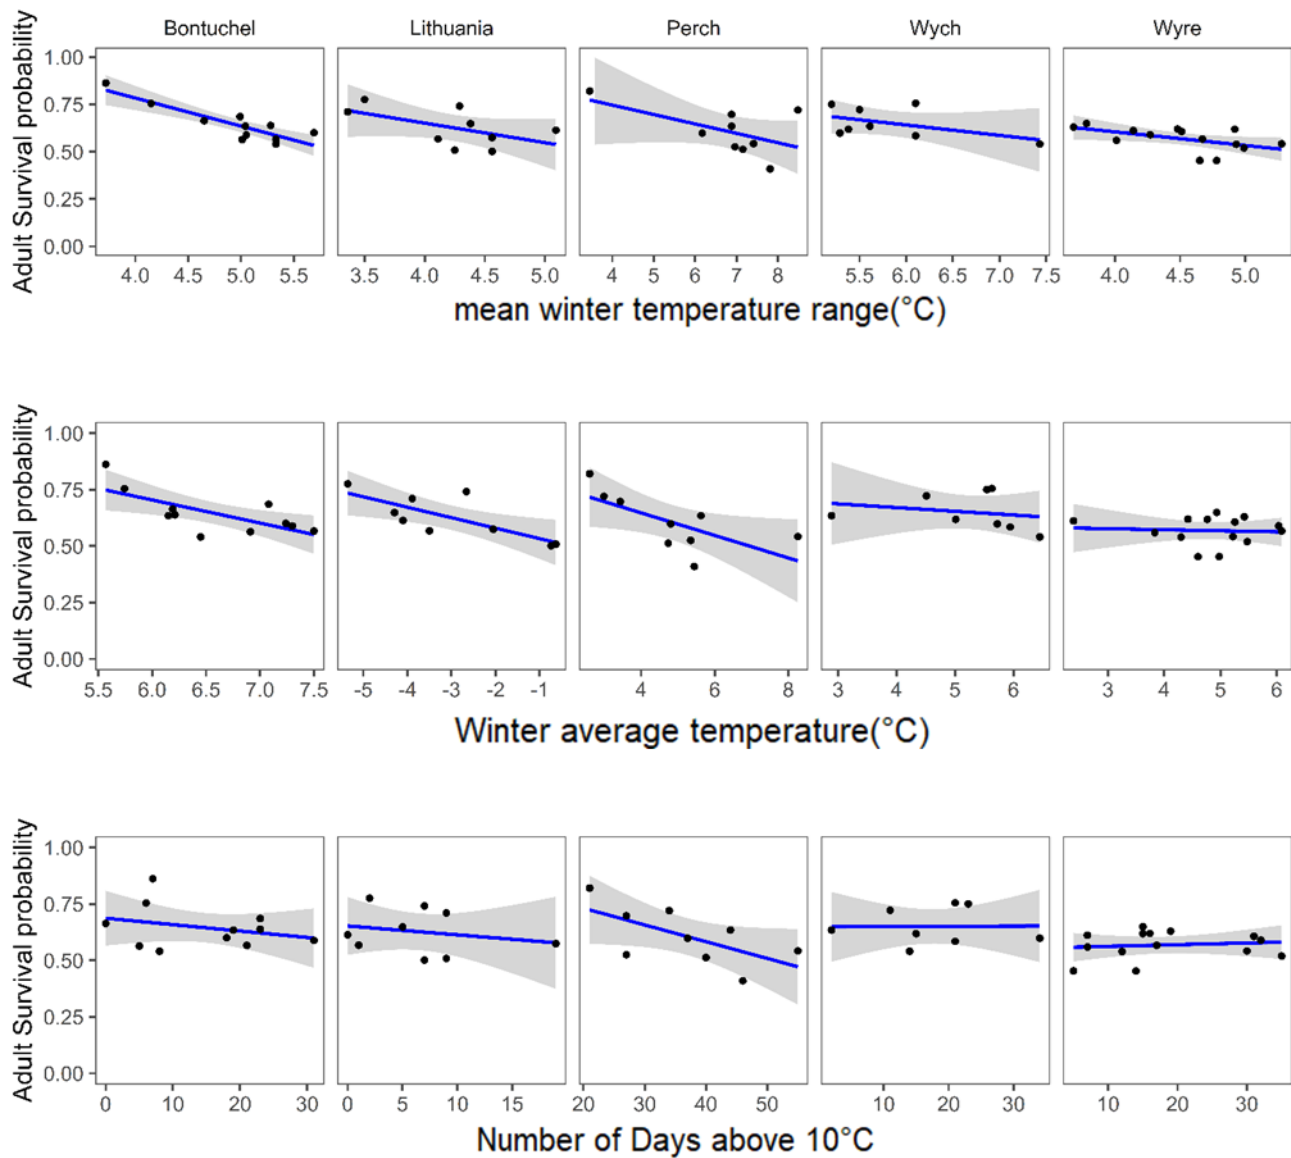 Bontuchel Lithuania Perch Wych Wyre
Adult Survival probability
1.00
0.75
0.50
0.25
0.00
4.0 4.5 5.0 5.5 3.5 4.0 4.5 5.0 4 5 6 7 8 5.5 6.0 6.5 7.0 7.5 4.0 4.5 5.0
mean winter temperature range(°C)
Adult Survival probability
1.00
0.75
0.50
0.25
0.00
5.5 6.0 6.5 7.0 7.5 -5 -4 -3 -2 -1 4 6 8 3 4 5 6 3 4 5 6
Winter average temperature(°C)
Adult Survival probability
1.00
0.75
0.50
0.25
0.00
0 10 20 30 0 5 10 15 20 30 40 50 10 20 30 10 20 30
Number of Days above 10°C